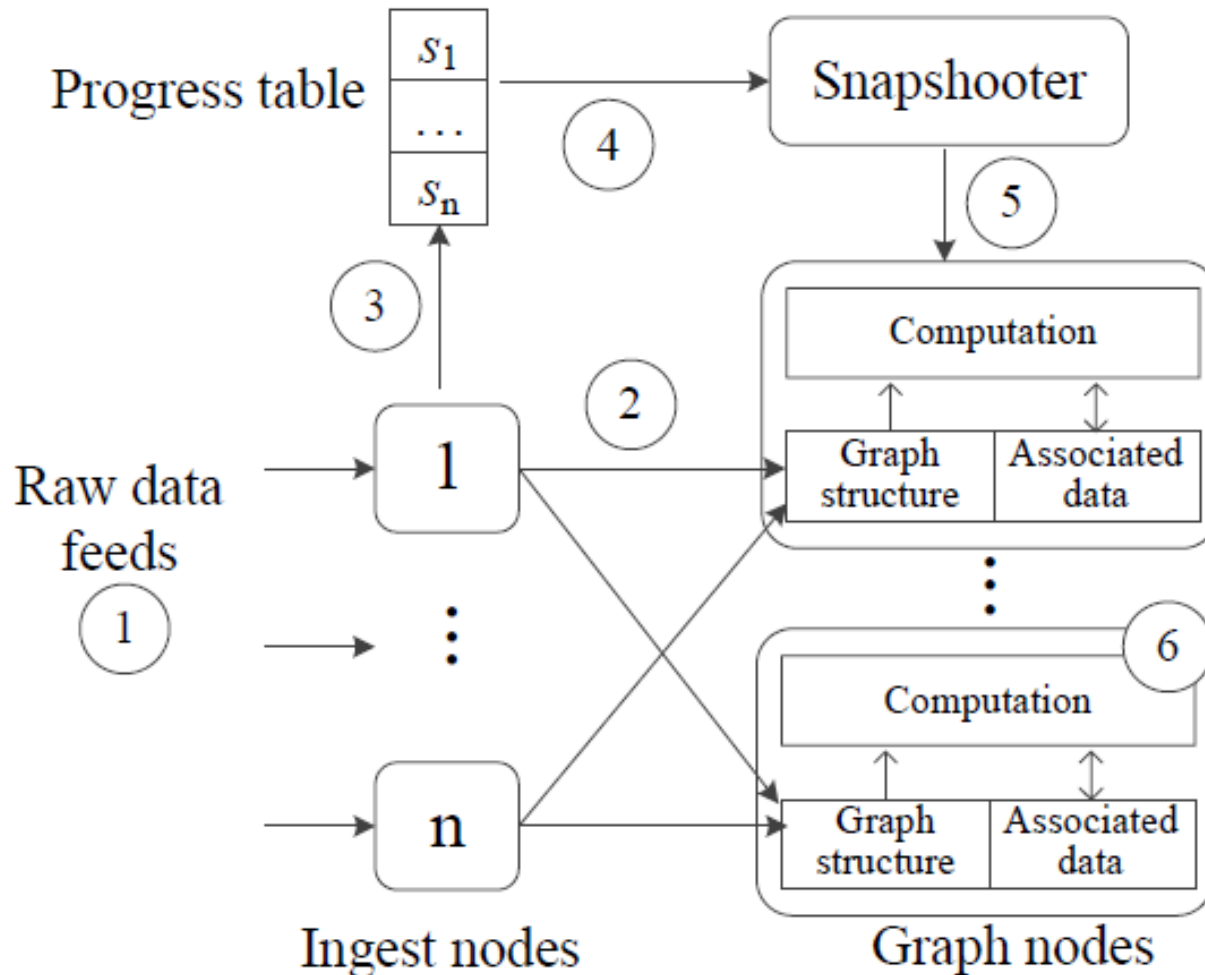 s1
Progress table
...
sn
Snapshooter
4
5
3
Computation
2
1
Graph
structure
Associated
data
Raw data
feeds
1
6
Computation
n
Graph
structure
Associated
data
Ingest nodes
Graph nodes